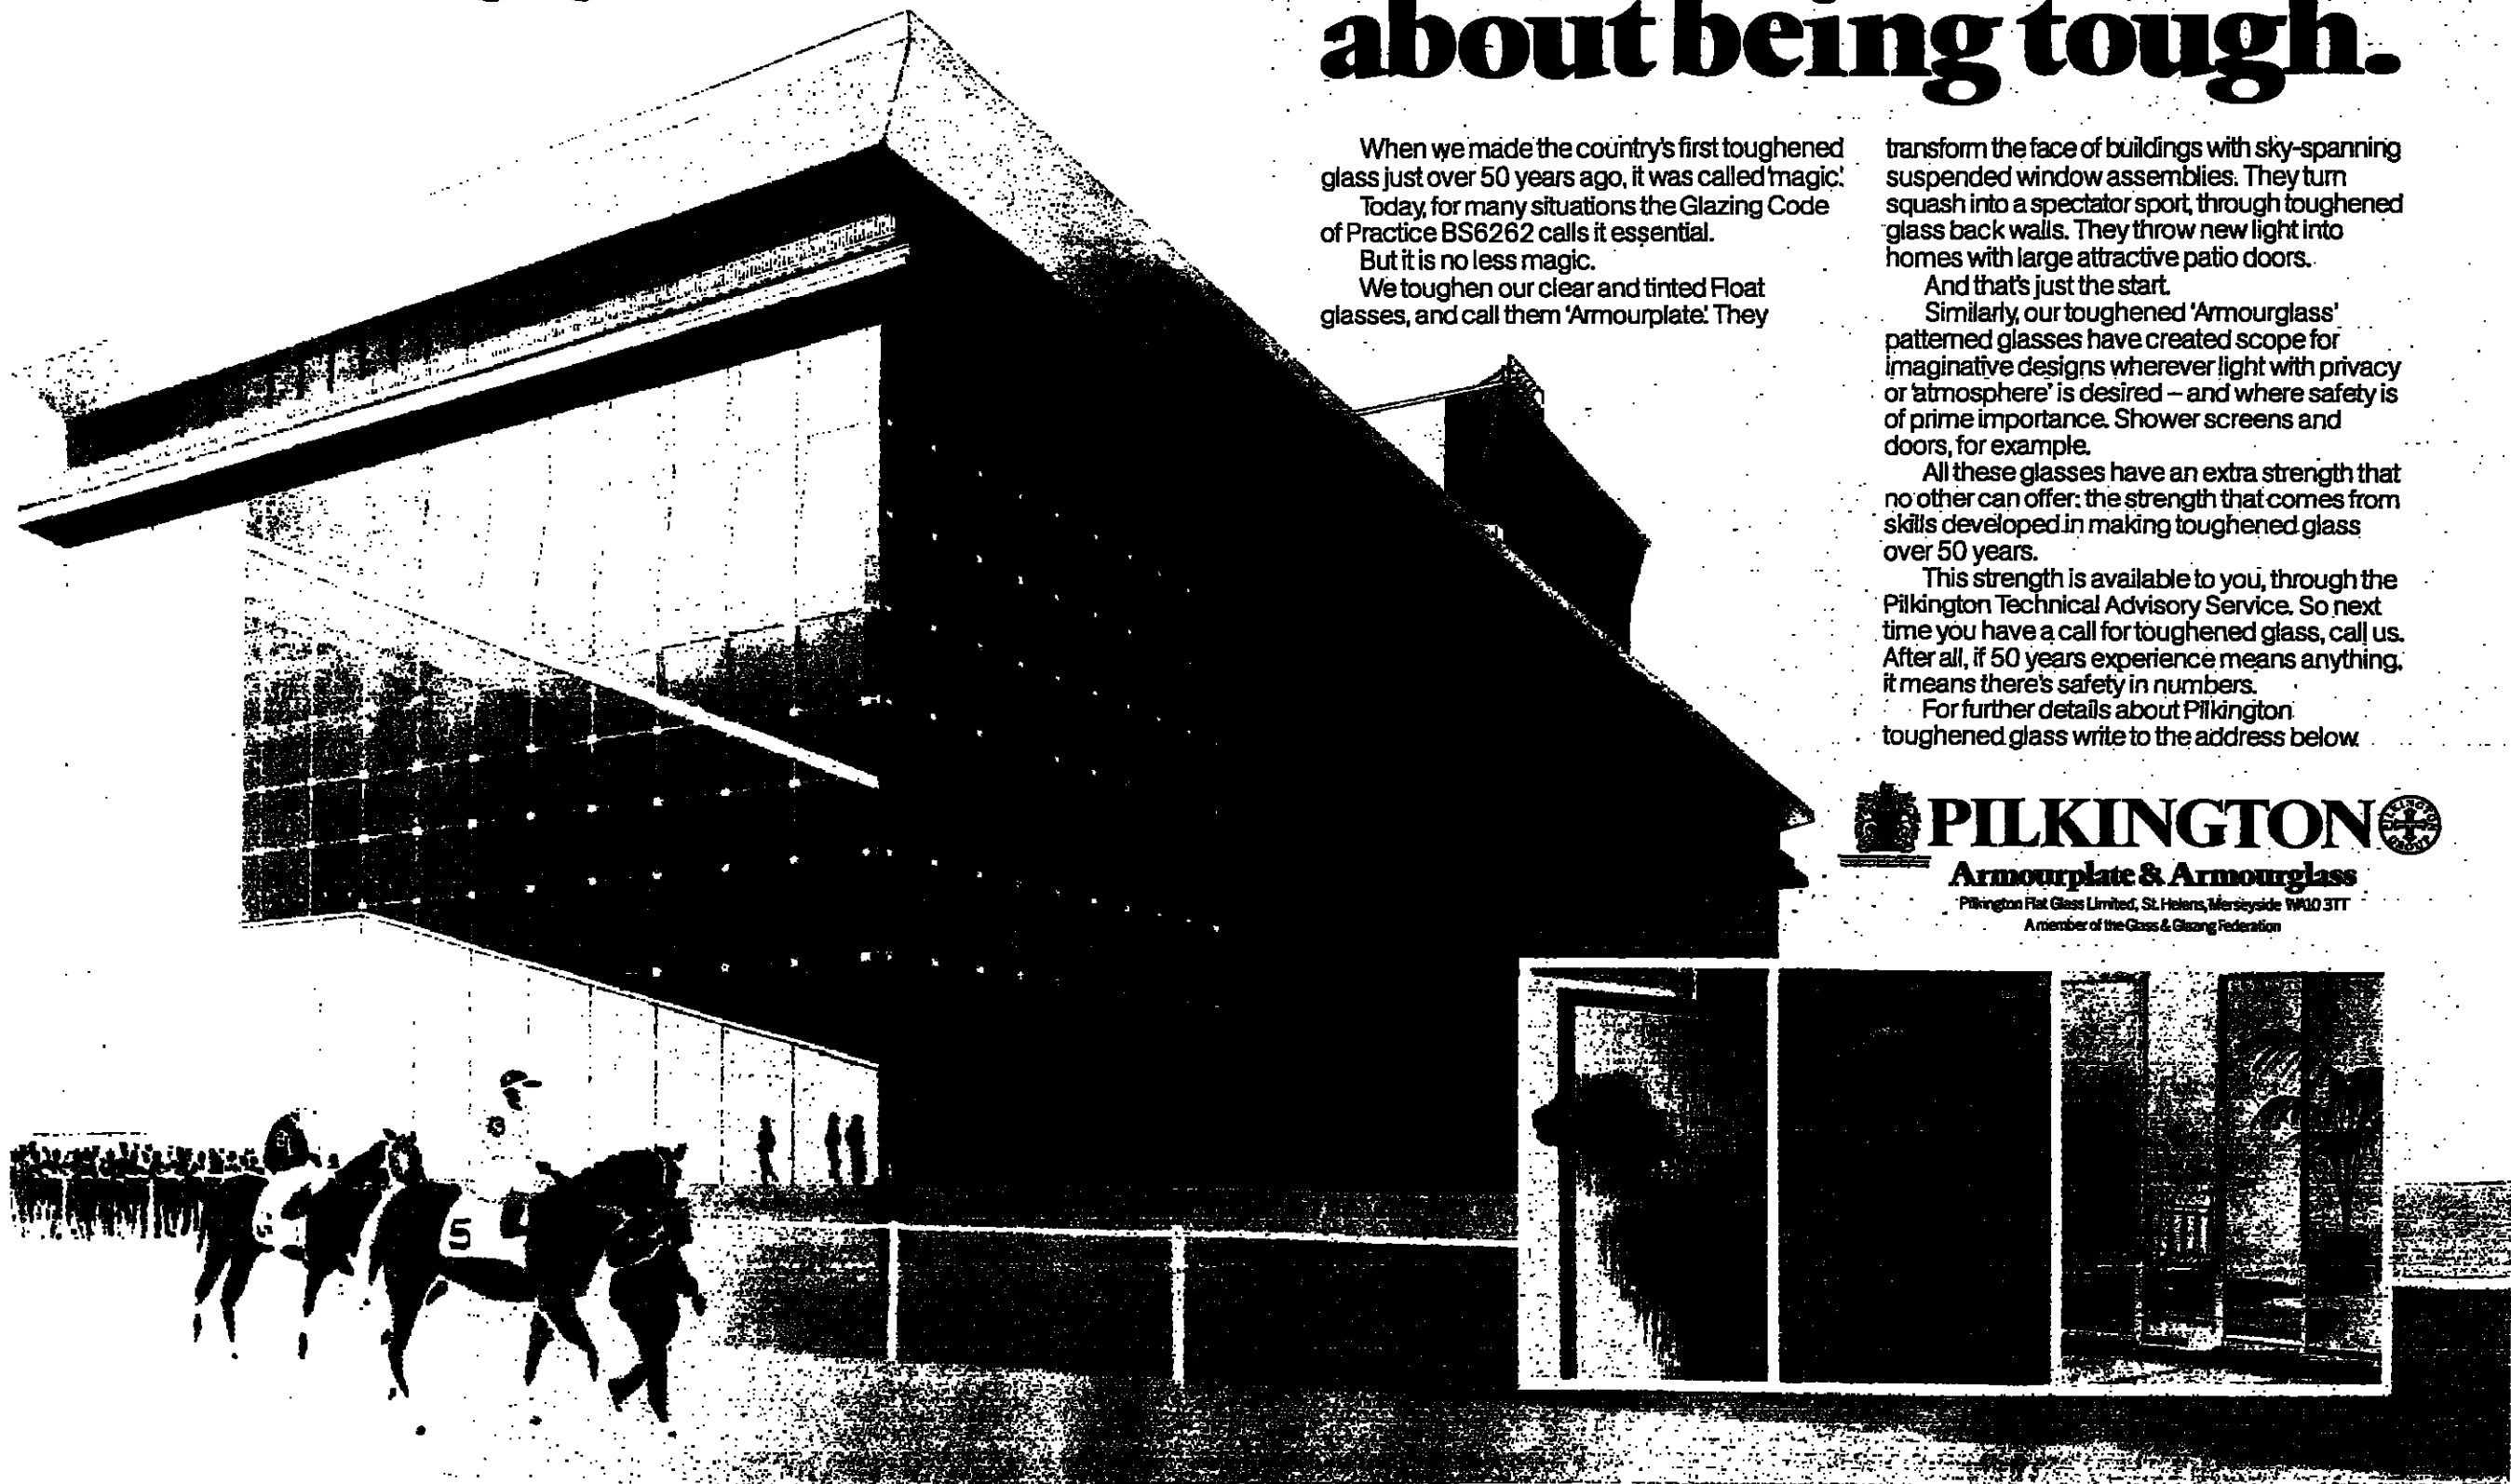 about being tough.
When we made the country's first toughened
glass just over 50 years ago, it was called 'magic'.
Today, for many situations the Glazing Code
of Practice BS6262 calls it essential.
But it is no less magic.
We toughen our clear and tinted Float
glasses, and call them 'Armourplate'. They
transform the face of buildings with sky-spanning
suspended window assemblies. They turn
squash into a spectator sport, through toughened
glass back walls. They throw new light into
homes with large attractive patio doors.
And that's just the start.
Similarly, our toughened 'Armourglass'
patterned glasses have created scope for
imaginative designs wherever light with privacy
or 'atmosphere' is desired – and where safety is
of prime importance. Shower screens and
doors, for example.
All these glasses have an extra strength that
no other can offer: the strength that comes from
skills developed in making toughened glass
over 50 years.
This strength is available to you, through the
Pilkington Technical Advisory Service. So next
time you have a call for toughened glass, call us.
After all, if 50 years experience means anything,
it means there's safety in numbers.
For further details about Pilkington
toughened glass write to the address below.
PILKINGTON
PILKINGTON GROUP
Armourplate & Armourglass
Pilkington Flat Glass Limited, St. Helens, Merseyside WA10 3TT
A member of the Glass & Glazing Federation
5